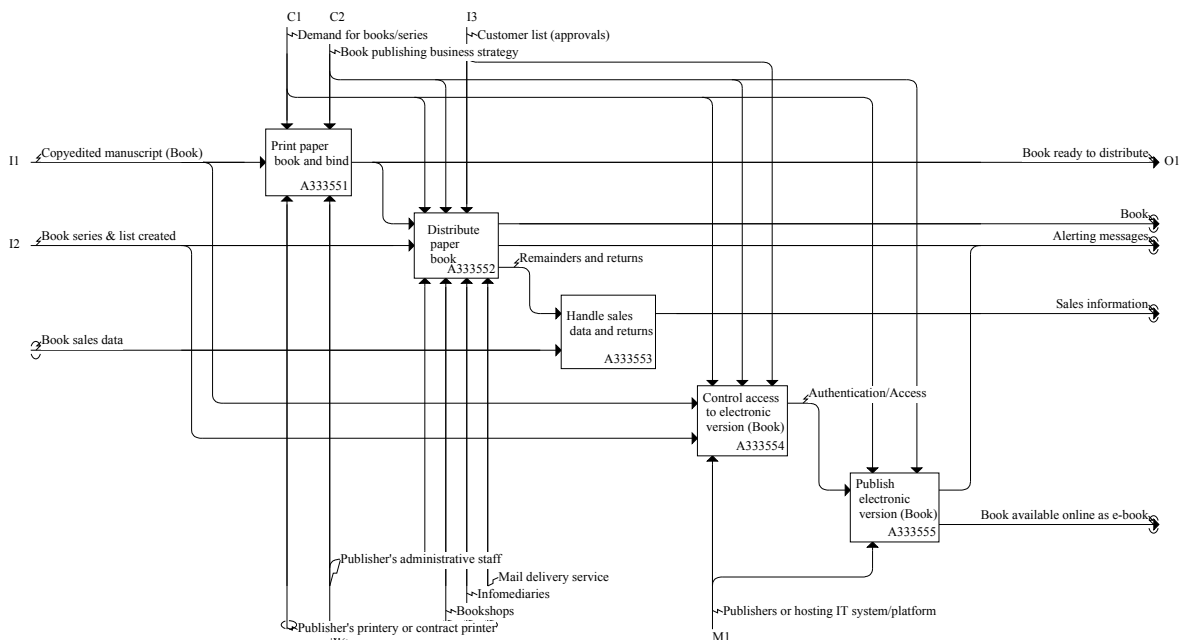 C1 C2 I3
Demand for books/series
Customer list (approvals)
Book publishing business strategy
I1
Copyedited manuscript (Book)
Print paper
book and bind
A333551
Book ready to distribute
O1
Book
I2
Book series & list created
Distribute
paper
book
A333552
Alerting messages
Remainders and returns
Sales information
Handle sales
data and returns
A333553
Book sales data
Authentication/Access
Control access
to electronic
version (Book)
A333554
Publish
electronic
version (Book)
A333555
Book available online as e-book
Publisher's administrative staff
Mail delivery service
Infomediaries
Bookshops
Publishers or hosting IT system/platform
Publisher's printery or contract printer
M1